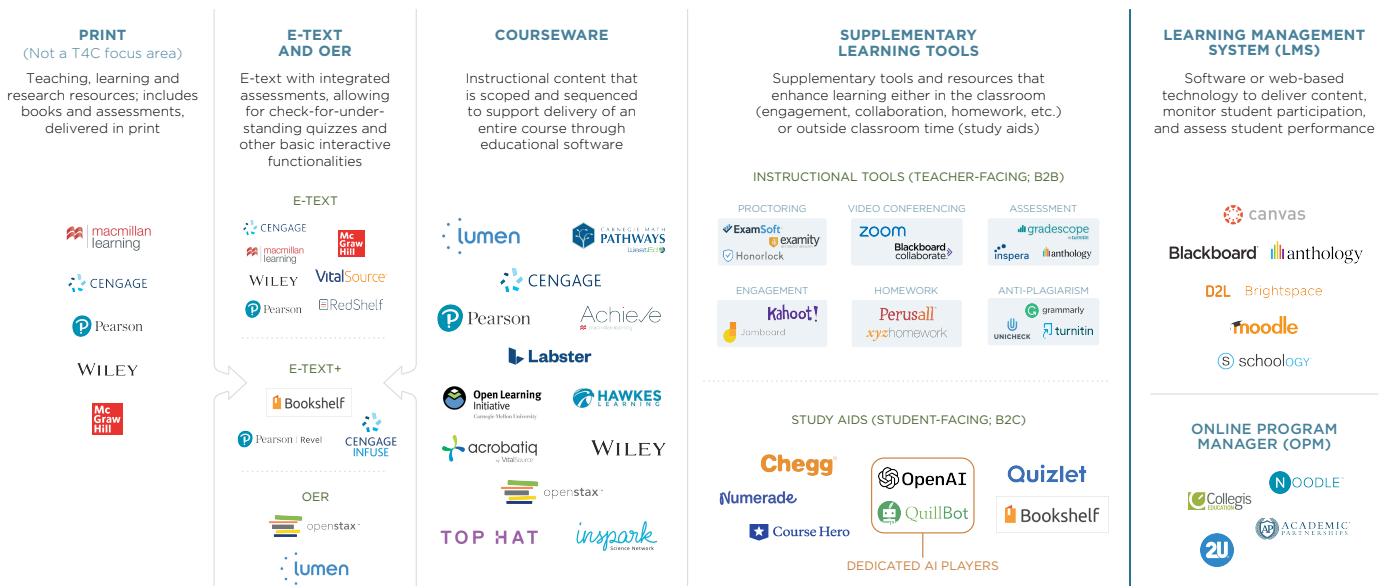 PRINT
(Not a T4C focus area)
Teaching, learning and
research resources; includes
books and assessments,
delivered in print
macmillan
learning
CENGAGE
Pearson
WILEY
Mc
Graw
Hill
E-TEXT
AND OER
E-text with integrated
assessments, allowing
for check-for-under-
standing quizzes and
other basic interactive
functionalities
E-TEXT
CENGAGE
Mc
Graw
Hill
macmillan
learning
WILEY
VitalSource
Pearson
RedShelf
E-TEXT+
Bookshelf
Pearson | Revel
CENGAGE
INFUSE
OER
openstax™
lumen
COURSEWARE
Instructional content that
is scoped and sequenced
to support delivery of an
entire course through
educational software
lumen
CARNEGIE MATH
PATHWAYS
WestEd
CENGAGE
Pearson
Achieve
macmillan learning
Labster
Open Learning
Initiative
Carnegie Mellon University
HAWKES
LEARNING
acrobatiq
by VitalSource
WILEY
openstax™
TOP HAT
inspark
Science Network
SUPPLEMENTARY
LEARNING TOOLS
Supplementary tools and resources that
enhance learning either in the classroom
(engagement, collaboration, homework, etc.)
or outside classroom time (study aids)
INSTRUCTIONAL TOOLS (TEACHER-FACING; B2B)
PROCTORING
ExamSoft
examity
Honorlock
VIDEO CONFERENCING
zoom
Blackboard
collaborate
ASSESSMENT
gradescope
by turnitin
inspera
anthology
ENGAGEMENT
Kahoot!
Jamboard
HOMEWORK
Perusall
xyzhomework
ANTI-PLAGIARISM
grammarly
UNICHECK
turnitin
STUDY AIDS (STUDENT-FACING; B2C)
Chegg
Numerade
Course Hero
OpenAI
QuillBot
DEDICATED AI PLAYERS
Quizlet
Bookshelf
LEARNING MANAGEMENT
SYSTEM (LMS)
Software or web-based
technology to deliver content,
monitor student participation,
and assess student performance
canvas
Blackboard
anthology
D2L Brightspace
moodle
S schoology
ONLINE PROGRAM
MANAGER (OPM)
NOODLE
Collegis
EDUCATION
AP ACADEMIC
PARTNERSHIPS
2U